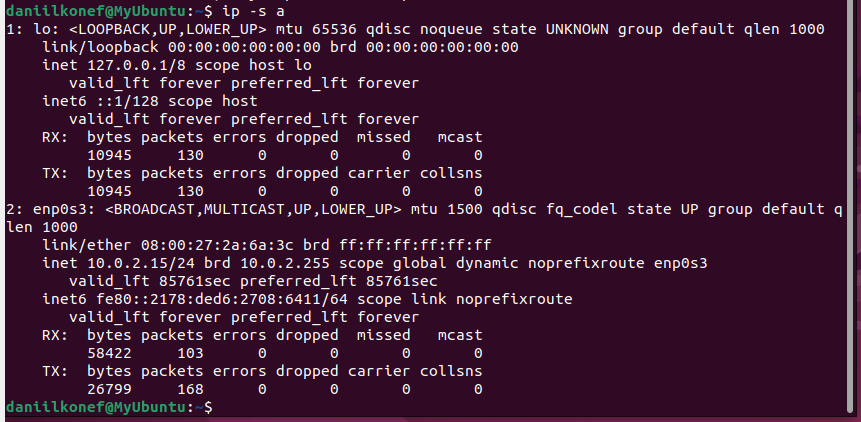 daniilkonef@MyUbuntu:~$ ip -s a
1: lo: <LOOPBACK,UP,LOWER_UP> mtu 65536 qdisc noqueue state UNKNOWN group default qlen 1000
    link/loopback 00:00:00:00:00:00 brd 00:00:00:00:00:00
    inet 127.0.0.1/8 scope host lo
       valid_lft forever preferred_lft forever
    inet6 ::1/128 scope host
       valid_lft forever preferred_lft forever
    RX:  bytes packets errors dropped  missed   mcast
         10945     130      0       0       0       0
    TX:  bytes packets errors dropped carrier collsns
         10945     130      0       0       0       0
2: enp0s3: <BROADCAST,MULTICAST,UP,LOWER_UP> mtu 1500 qdisc fq_codel state UP group default q
len 1000
    link/ether 08:00:27:2a:6a:3c brd ff:ff:ff:ff:ff:ff
    inet 10.0.2.15/24 brd 10.0.2.255 scope global dynamic noprefixroute enp0s3
       valid_lft 85761sec preferred_lft 85761sec
    inet6 fe80::2178:ded6:2708:6411/64 scope link noprefixroute
       valid_lft forever preferred_lft forever
    RX:  bytes packets errors dropped  missed   mcast
         58422     103      0       0       0       0
    TX:  bytes packets errors dropped carrier collsns
         26799     168      0       0       0       0
daniilkonef@MyUbuntu:~$